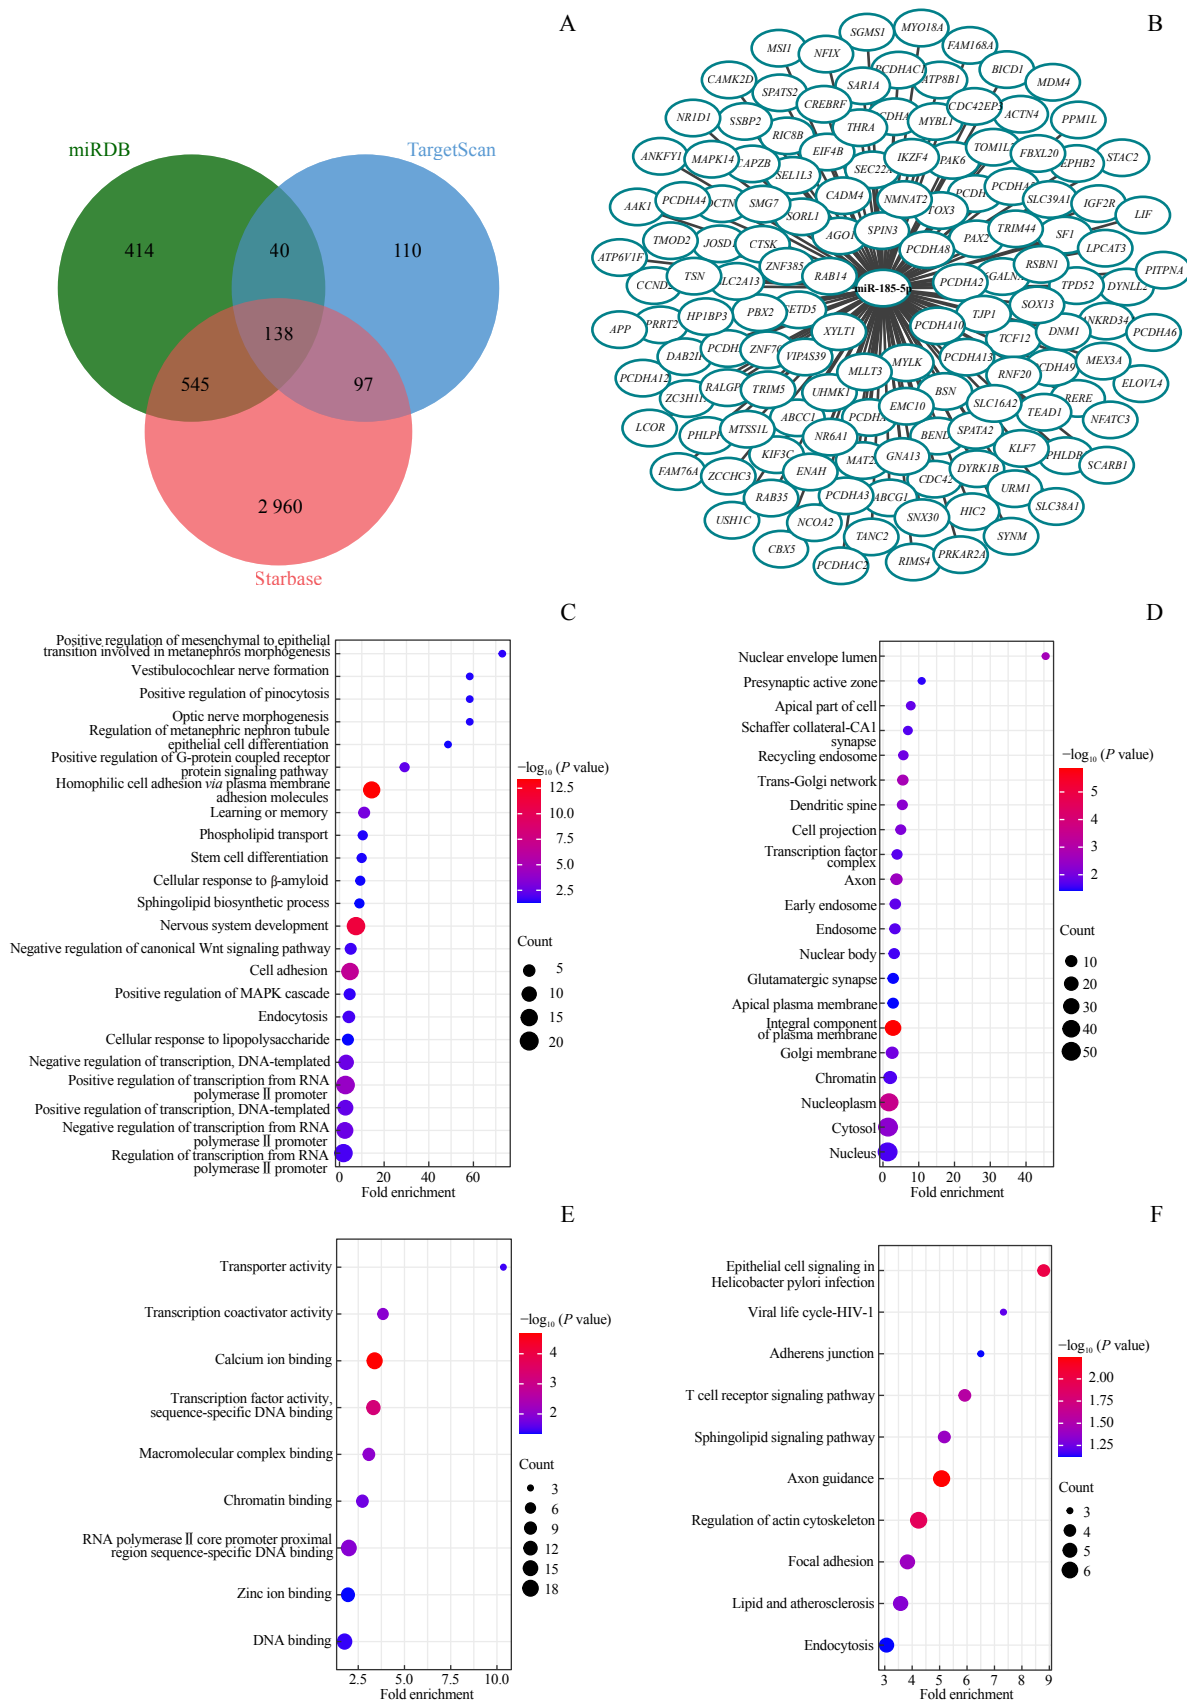 A
miRDB
TargetScan
414
40
110
138
545
97
2 960
Starbase
B
MYO18A
SGMS1
FAM168A
NFIX
MSI1
BICD1
PCDHAC1
CAMK2D
ATP8B1
MDM4
SAR1A
SPATS2
CREBRF
CDC42EP3
NR1D1
SSBP2
MYBL1
ACTN4
PPM1L
THRA
RIC8B
EIF4B
IKZF4
FBXL20
ANKFY1
MAPK14
CAPZB
PAK6
EPHB2
STAC2
SEL1L3
CADM4
NMNAT2
SLC39A1
AAK1
PCDHA4
SMG7
SORL1
TOX3
IGF2R
LIF
SPIN3
TRIM44
SF1
AGO1
PAX2
TMOD2
CTSK
PCDHA8
LPCAT3
ATP6V1F
TSN
ZNF385
RAB14
RSBN1
PITPNA
SLC2A13
miR-185-5p
PCDHA2
TPD52
DYNLL2
APP
PRRT2
HP1BP3
PBX2
SETD5
SOX13
XYLT1
PCDHA10
TJP1
ANKRD34
PCDHA6
DNM1
TCF12
VIPAS39
MYLK
PCDHA13
MEX3A
PCDHA12
RALGP
TRIM5
MLLT3
RNF20
CDHA9
ELOVL4
UHMK1
BSN
SLC16A2
RERE
LCOR
MTSS1L
ABCC1
EMC10
TEAD1
NFATC3
NR6A1
SPATA2
FAM76A
ZCCHC3
KIF3C
ENAH
GNA13
KLF7
SCARB1
DYRK1B
RAB35
PCDHA3
ABCG1
CDC42
URM1
SLC38A1
USH1C
NCOA2
SNX30
HIC2
SYNM
CBX5
TANC2
PCDHAC2
RIMS4
PRKAR2A
C
Positive regulation of mesenchymal to epithelial
transition involved in metanephros morphogenesis
Vestibulocochlear nerve formation
Positive regulation of pinocytosis
Optic nerve morphogenesis
Regulation of metanephric nephron tubule
epithelial cell differentiation
Positive regulation of G-protein coupled receptor
protein signaling pathway
Homophilic cell adhesion via plasma membrane
adhesion molecules
Learning or memory
Phospholipid transport
Stem cell differentiation
Cellular response to β-amyloid
Sphingolipid biosynthetic process
Nervous system development
Negative regulation of canonical Wnt signaling pathway
Cell adhesion
Positive regulation of MAPK cascade
Endocytosis
Cellular response to lipopolysaccharide
Negative regulation of transcription, DNA-templated
Positive regulation of transcription from RNA
polymerase Ⅱ promoter
Positive regulation of transcription, DNA-templated
Negative regulation of transcription from RNA
polymerase Ⅱ promoter
Regulation of transcription from RNA
polymerase Ⅱ promoter
0 20 40 60
Fold enrichment
−log₁₀ (P value)
12.5
10.0
7.5
5.0
2.5
Count
5
10
15
20
D
Nuclear envelope lumen
Presynaptic active zone
Apical part of cell
Schaffer collateral-CA1
synapse
Recycling endosome
Trans-Golgi network
Dendritic spine
Cell projection
Transcription factor
complex
Axon
Early endosome
Endosome
Nuclear body
Glutamatergic synapse
Apical plasma membrane
Integral component
of plasma membrane
Golgi membrane
Chromatin
Nucleoplasm
Cytosol
Nucleus
0 10 20 30 40
Fold enrichment
−log₁₀ (P value)
5
4
3
2
Count
10
20
30
40
50
E
Transporter activity
Transcription coactivator activity
Calcium ion binding
Transcription factor activity,
sequence-specific DNA binding
Macromolecular complex binding
Chromatin binding
RNA polymerase Ⅱ core promoter proximal
region sequence-specific DNA binding
Zinc ion binding
DNA binding
2.5 5.0 7.5 10.0
Fold enrichment
−log₁₀ (P value)
4
3
2
Count
3
6
9
12
15
18
F
Epithelial cell signaling in
Helicobacter pylori infection
Viral life cycle-HIV-1
Adherens junction
T cell receptor signaling pathway
Sphingolipid signaling pathway
Axon guidance
Regulation of actin cytoskeleton
Focal adhesion
Lipid and atherosclerosis
Endocytosis
3 4 5 6 7 8 9
Fold enrichment
−log₁₀ (P value)
2.00
1.75
1.50
1.25
Count
3
4
5
6